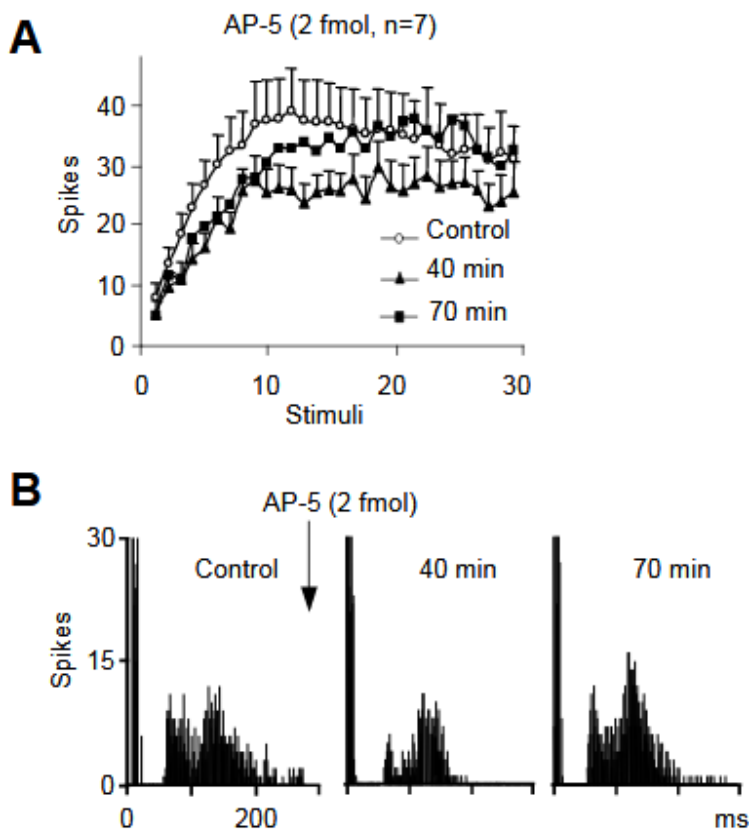 A
AP-5 (2 fmol, n=7)
40
30
20
10
0
Spikes
Control
40 min
70 min
0 10 20 30
Stimuli
B
AP-5 (2 fmol)
30
15
0
Spikes
Control 40 min 70 min
0 200 ms